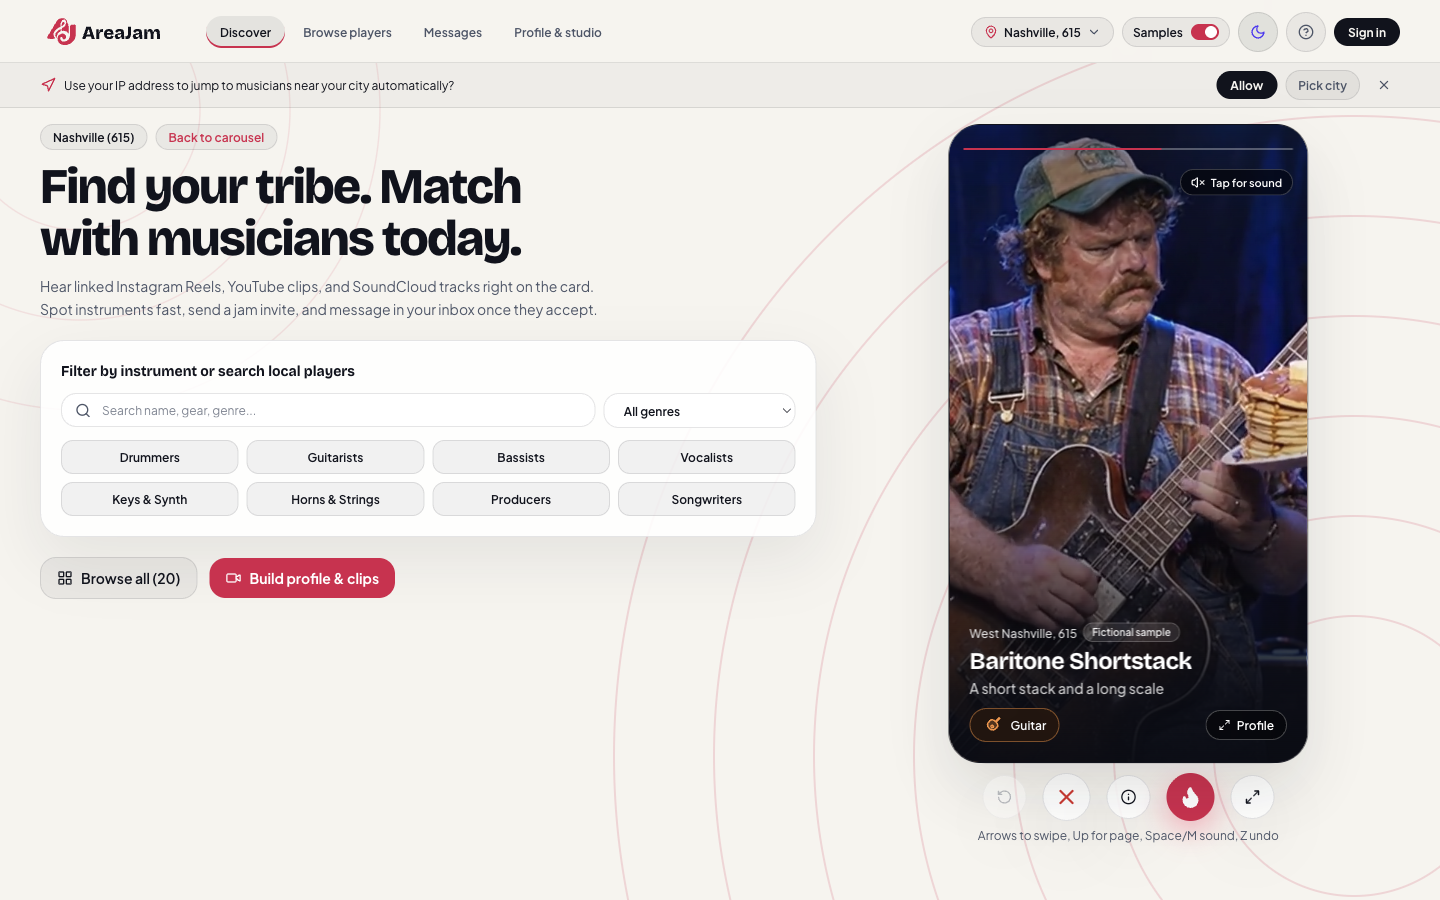 AreaJam
Discover
Browse players
Messages
Profile & studio
Nashville, 615
Samples
Sign in
Use your IP address to jump to musicians near your city automatically?
Allow
Pick city
Nashville (615)
Back to carousel
Find your tribe. Match
with musicians today.
Hear linked Instagram Reels, YouTube clips, and SoundCloud tracks right on the card.
Spot instruments fast, send a jam invite, and message in your inbox once they accept.
Filter by instrument or search local players
Search name, gear, genre...
All genres
Drummers
Guitarists
Bassists
Vocalists
Keys & Synth
Horns & Strings
Producers
Songwriters
Browse all (20)
Build profile & clips
Tap for sound
West Nashville, 615
Fictional sample
Baritone Shortstack
A short stack and a long scale
Guitar
Profile
Arrows to swipe, Up for page, Space/M sound, Z undo